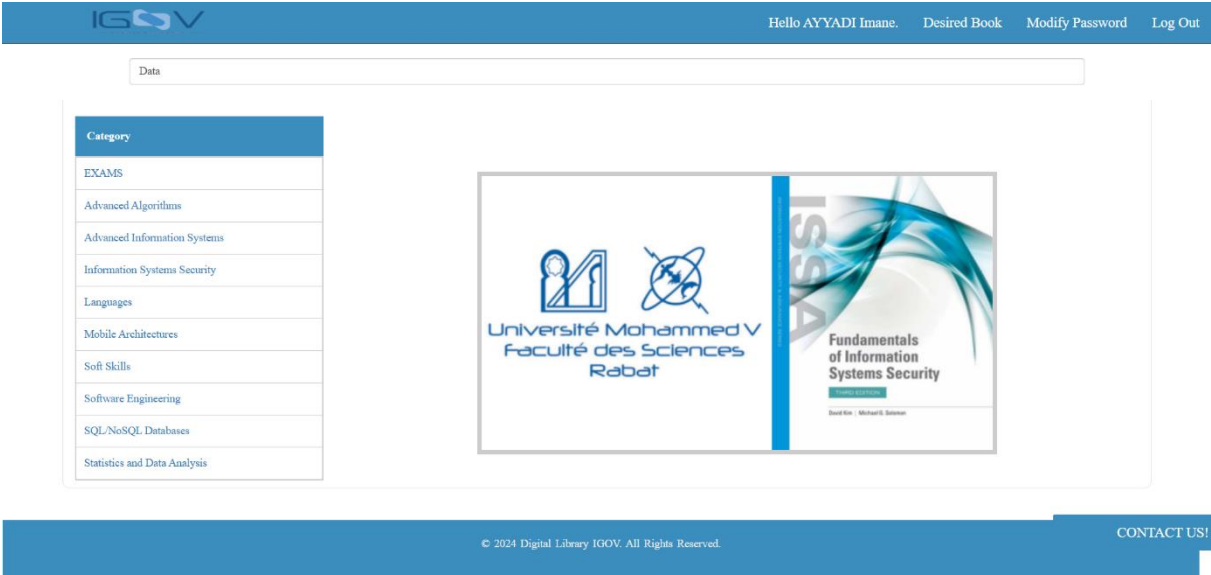 IGOV
Hello AYYADI Imane. Desired Book Modify Password Log Out
Data
Category
EXAMS
Advanced Algorithms
Advanced Information Systems
Information Systems Security
Languages
Mobile Architectures
Soft Skills
Software Engineering
SQL/NoSQL Databases
Statistics and Data Analysis
Université Mohammed V
Faculté des Sciences
Rabat
ISSA
Fundamentals
of Information
Systems Security
THIRD EDITION
David Kim | Michael G. Solomon
CONTACT US!
© 2024 Digital Library IGOV. All Rights Reserved.